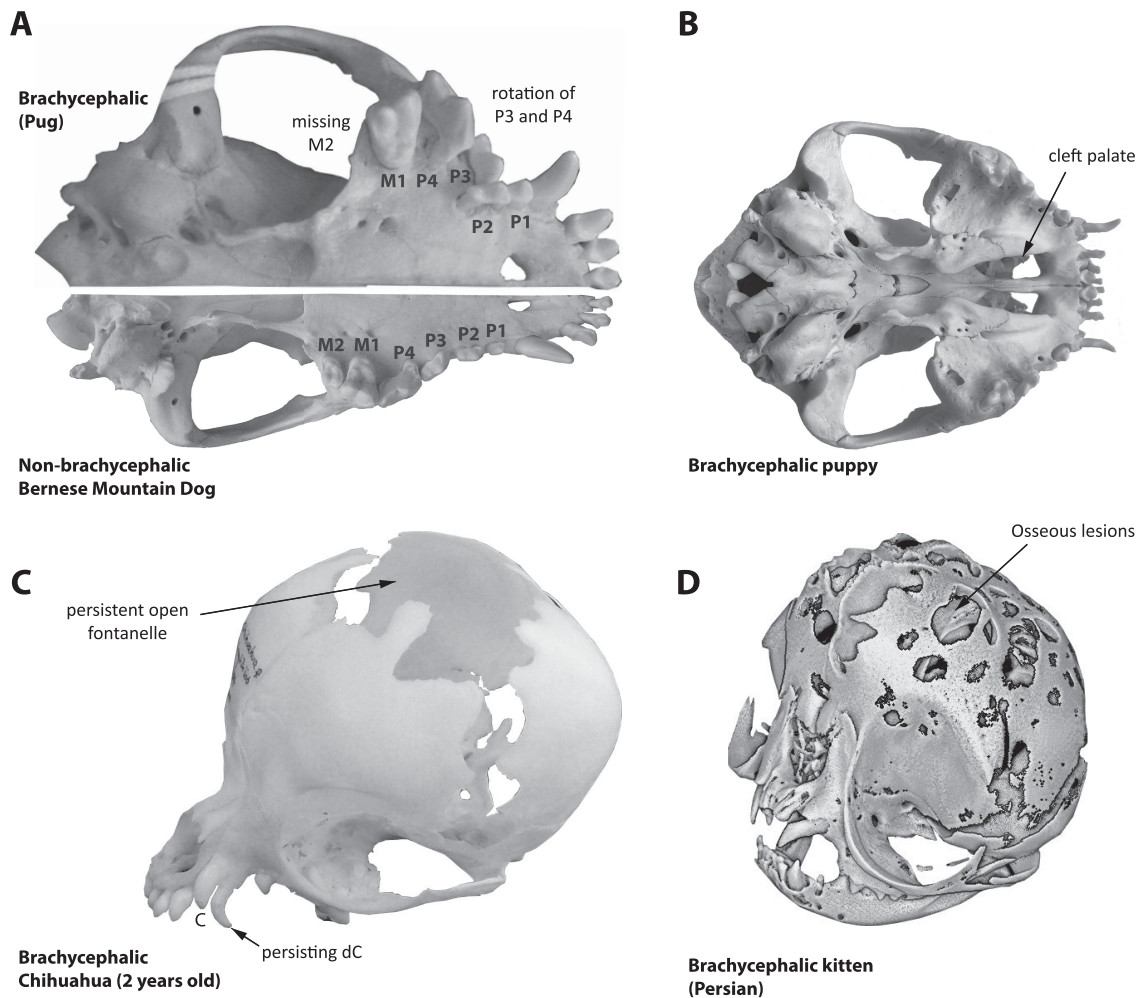 A
Brachycephalic
(Pug)
missing
M2
rotation of
P3 and P4
M1 P4 P3
P2 P1
M2 M1 P4 P3 P2 P1
Non-brachycephalic
Bernese Mountain Dog
B
cleft palate
Brachycephalic puppy
C
persistent open
fontanelle
C
persisting dC
Brachycephalic
Chihuahua (2 years old)
D
Osseous lesions
Brachycephalic kitten
(Persian)